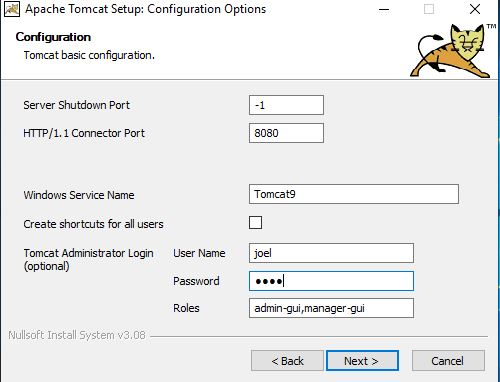 Apache Tomcat Setup: Configuration Options
Configuration
Tomcat basic configuration.
TM
Server Shutdown Port -1
HTTP/1.1 Connector Port 8080
Windows Service Name Tomcat9
Create shortcuts for all users
Tomcat Administrator Login User Name joel
(optional)
Password ●●●●
Roles admin-gui,manager-gui
Nullsoft Install System v3.08
< Back Next > Cancel